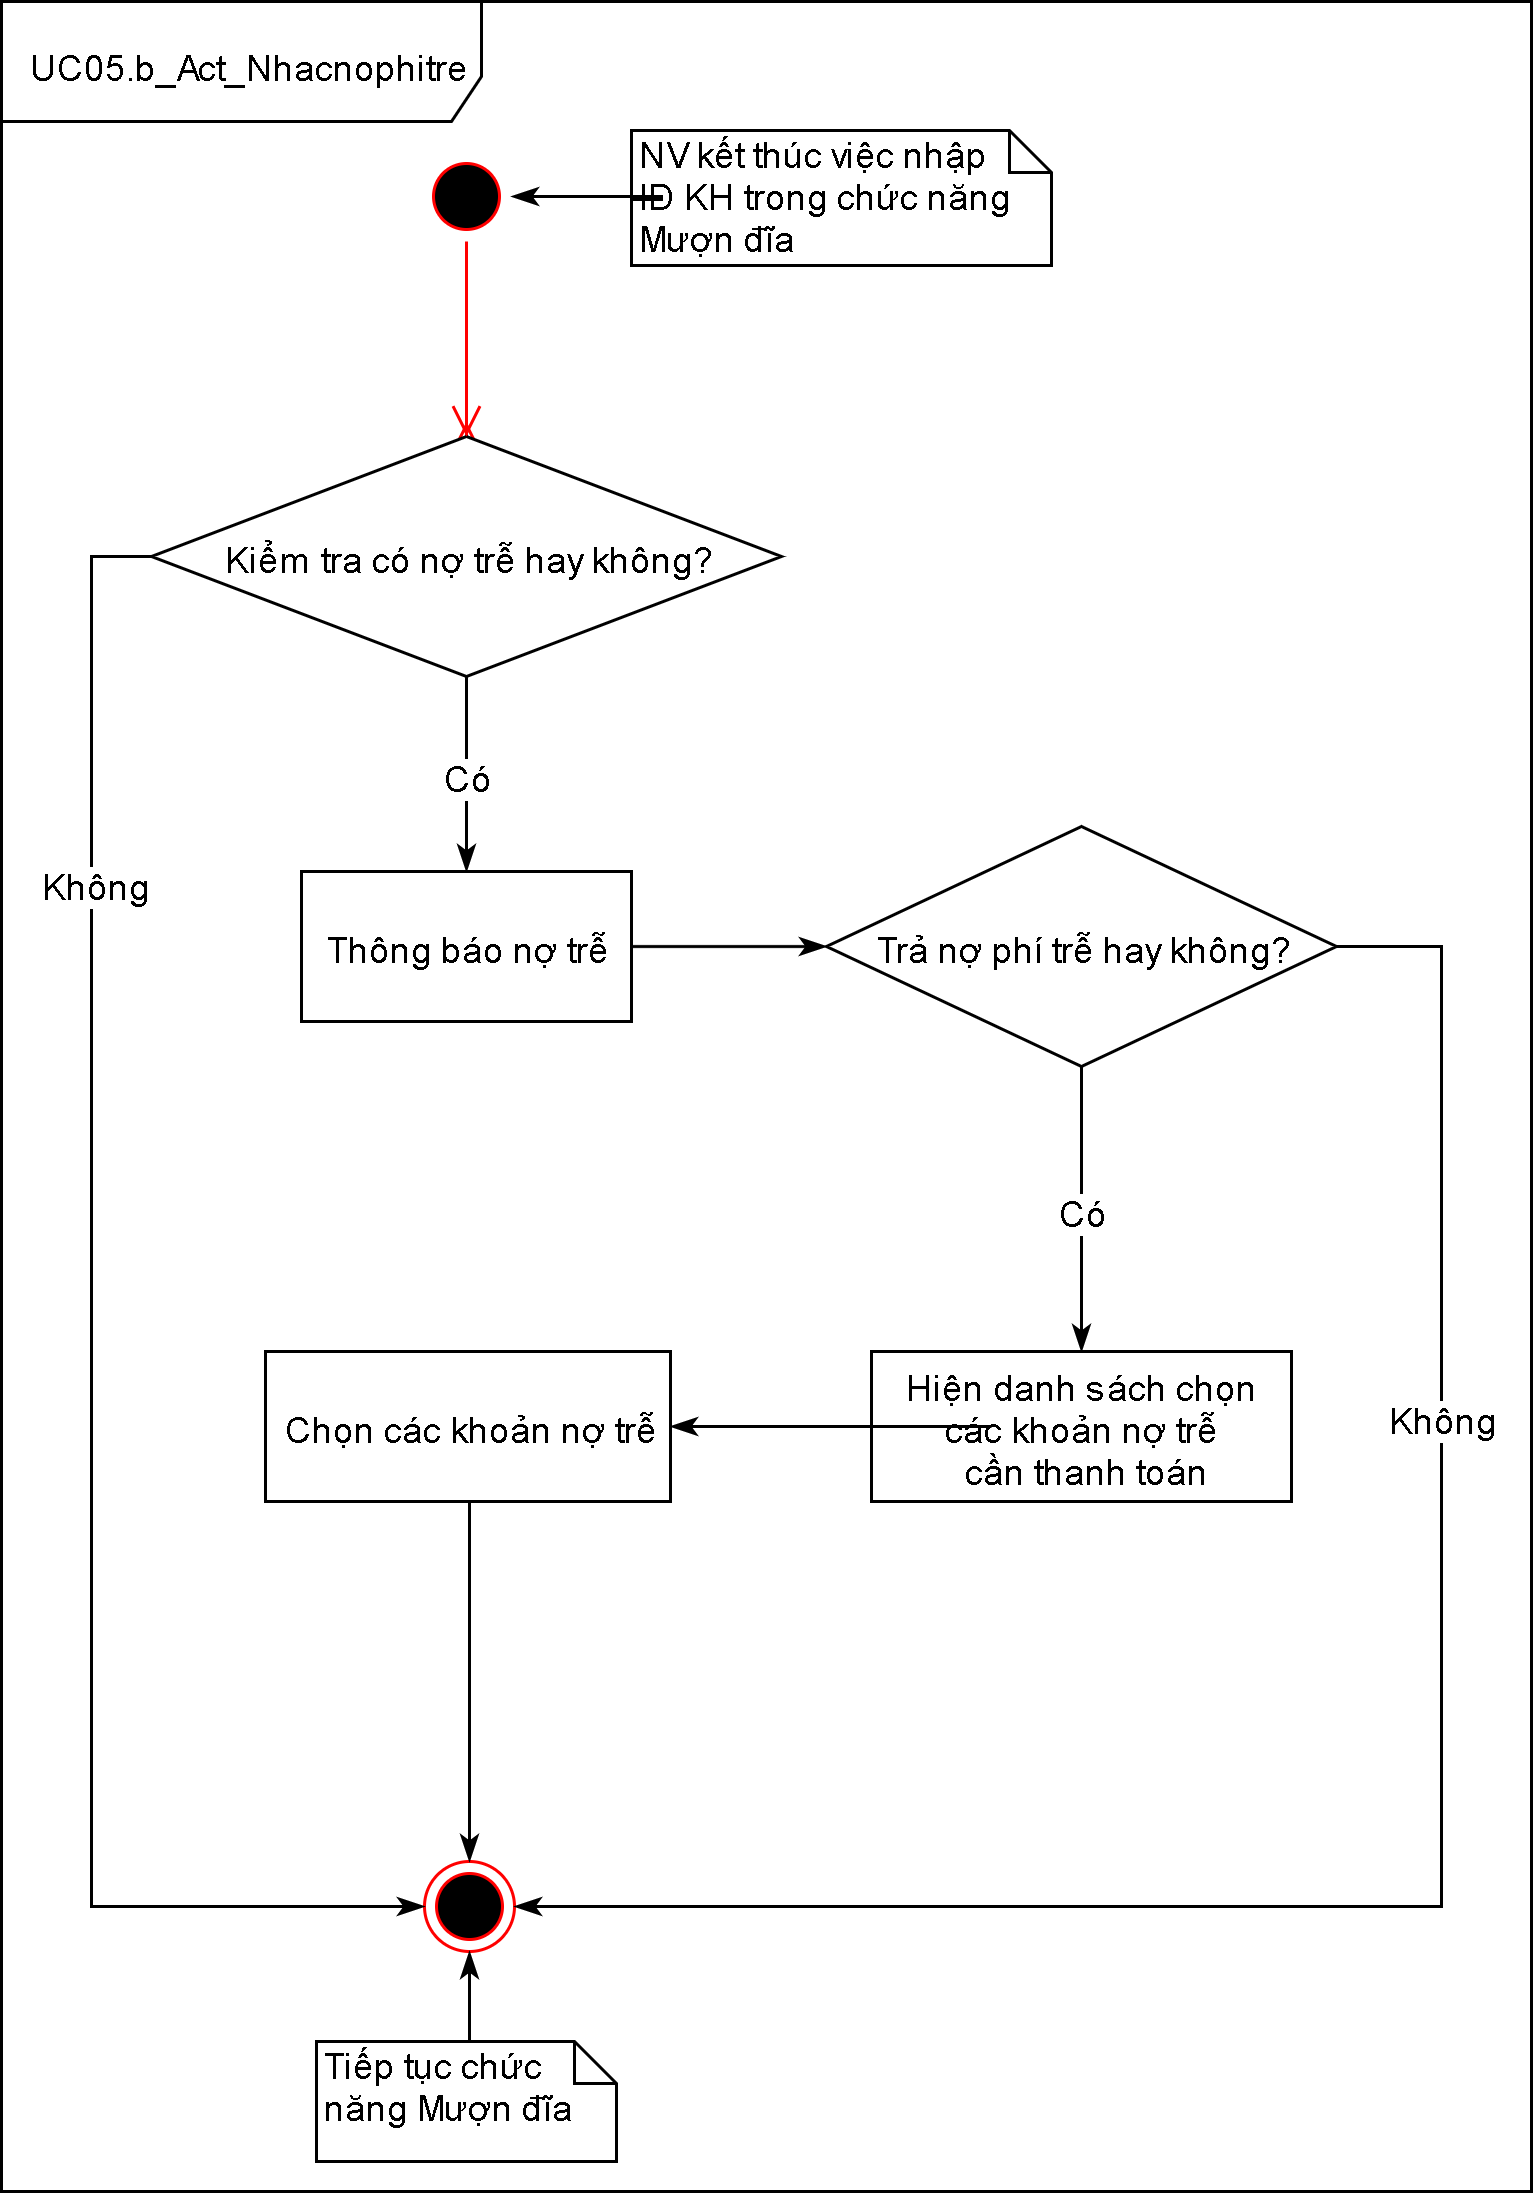 UC05.b_Act_Nhacnophitre
NV kết thúc việc nhập
ID KH trong chức năng
Mượn đĩa
Kiểm tra có nợ trễ hay không?
Có
Không
Thông báo nợ trễ
Trả nợ phí trễ hay không?
Có
Hiện danh sách chọn
các khoản nợ trễ
cần thanh toán
Chọn các khoản nợ trễ
Không
Tiếp tục chức
năng Mượn đĩa